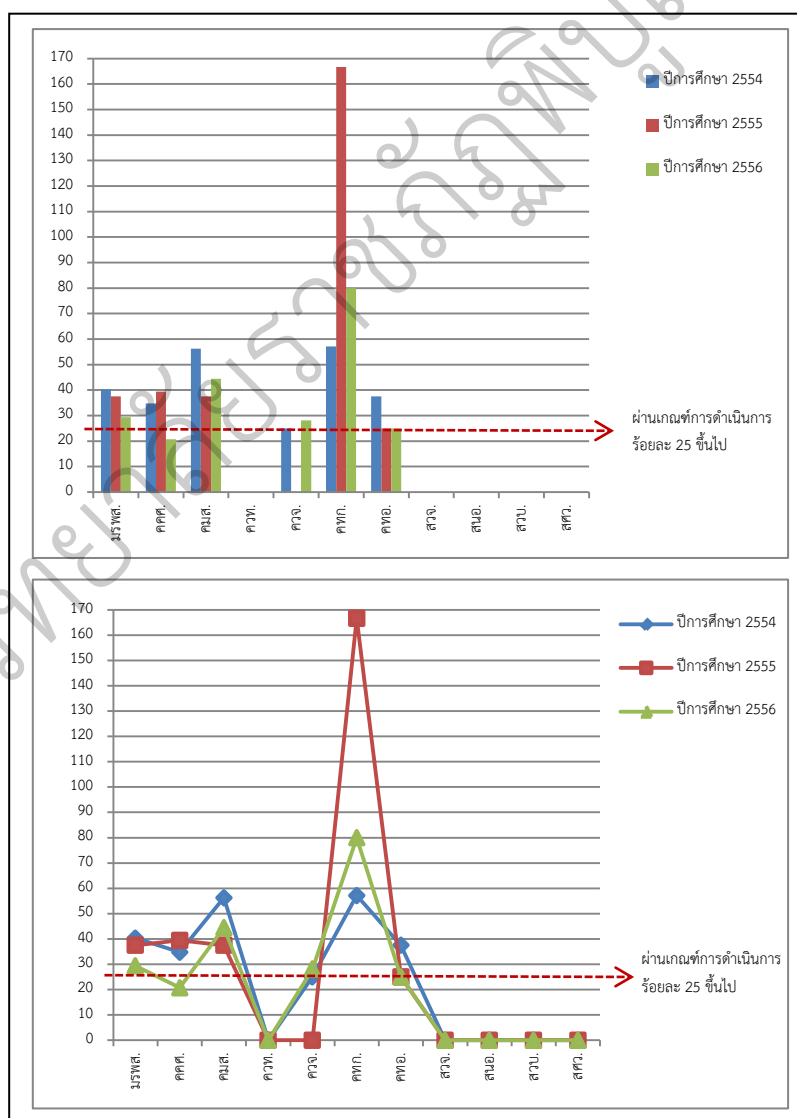 170
160
150
140
130
120
110
100
90
80
70
60
50
40
30
20
10
0
มรพส.
คคศ.
คมส.
ควท.
ควจ.
คทก.
คทอ.
สวจ.
สนอ.
สวบ.
สศว.
ปีการศึกษา 2554
ปีการศึกษา 2555
ปีการศึกษา 2556
ผ่านเกณฑ์การดำเนินการ
ร้อยละ 25 ขึ้นไป
170
160
150
140
130
120
110
100
90
80
70
60
50
40
30
20
10
0
มรพส.
คคศ.
คมส.
ควท.
ควจ.
คทก.
คทอ.
สวจ.
สนอ.
สวบ.
สศว.
ปีการศึกษา 2554
ปีการศึกษา 2555
ปีการศึกษา 2556
ผ่านเกณฑ์การดำเนินการ
ร้อยละ 25 ขึ้นไป